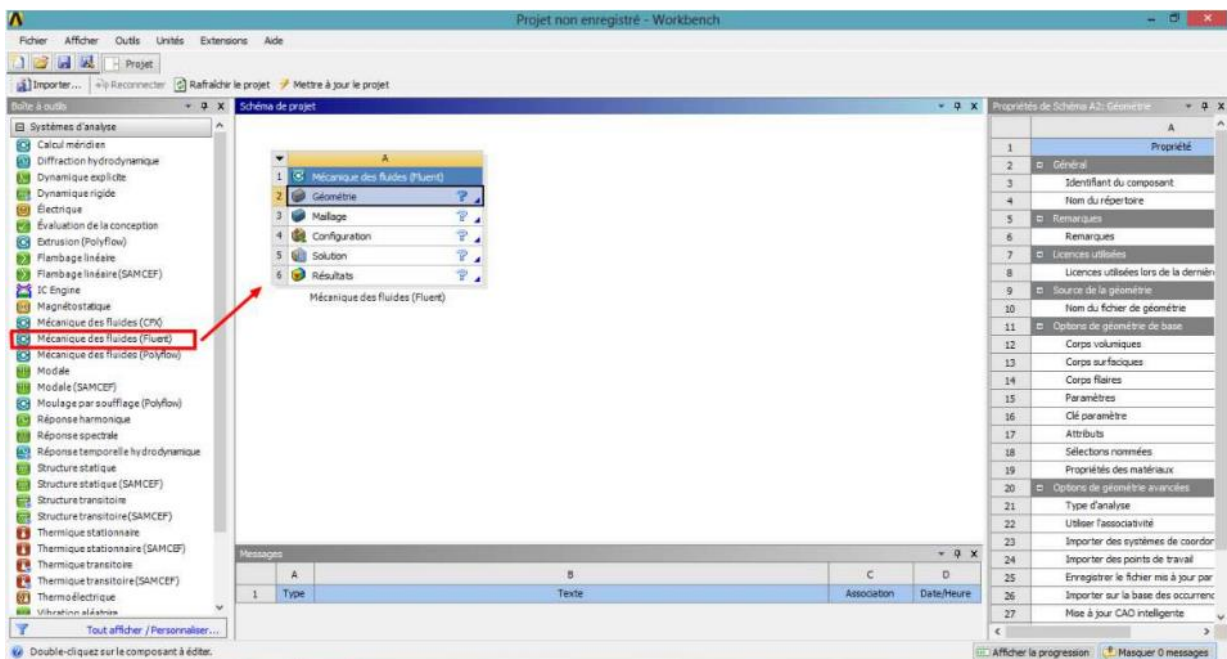 Projet non enregistré - Workbench
Fichier Afficher Outils Unités Extensions Aide
Projet
Importer... Reconnecter Rafraîchir le projet Mettre à jour le projet
Boîte à outils
Systèmes d'analyse
Calcul méridien
Diffraction hydrodynamique
Dynamique explicite
Dynamique rigide
Électrique
Évaluation de la conception
Extrusion (Polyflow)
Flambage linéaire
Flambage linéaire (SAMCEF)
IC Engine
Magnétostatique
Mécanique des fluides (CFX)
Mécanique des fluides (Fluent)
Mécanique des fluides (Polyflow)
Modale
Modale (SAMCEF)
Moulage par soufflage (Polyflow)
Réponse harmonique
Réponse spectrale
Réponse temporelle hydrodynamique
Structure statique
Structure statique (SAMCEF)
Structure transitoire
Structure transitoire (SAMCEF)
Thermique stationnaire
Thermique stationnaire (SAMCEF)
Thermique transitoire
Thermique transitoire (SAMCEF)
Thermoélectrique
Vibration aléatoire
Tout afficher / Personnaliser...
Schéma de projet
A
1 Mécanique des fluides (Fluent)
2 Géométrie ?
3 Maillage ?
4 Configuration ?
5 Solution ?
6 Résultats ?
Mécanique des fluides (Fluent)
Messages
A B C D
1 Type Texte Association Date/Heure
Propriétés de Schéma A2: Géométrie
A
1 Propriété
2 Général
3 Identifiant du composant
4 Nom du répertoire
5 Remarques
6 Remarques
7 Licences utilisées
8 Licences utilisées lors de la dernièr
9 Source de la géométrie
10 Nom du fichier de géométrie
11 Options de géométrie de base
12 Corps volumiques
13 Corps surfaciques
14 Corps filaires
15 Paramètres
16 Clé paramètre
17 Attributs
18 Sélections nommées
19 Propriétés des matériaux
20 Options de géométrie avancées
21 Type d'analyse
22 Utiliser l'associativité
23 Importer des systèmes de coordon
24 Importer des points de travail
25 Enregistrer le fichier mis à jour par
26 Importer sur la base des occurrenc
27 Mise à jour CAO intelligente
Double-cliquez sur le composant à éditer.
Afficher la progression Masquer 0 messages